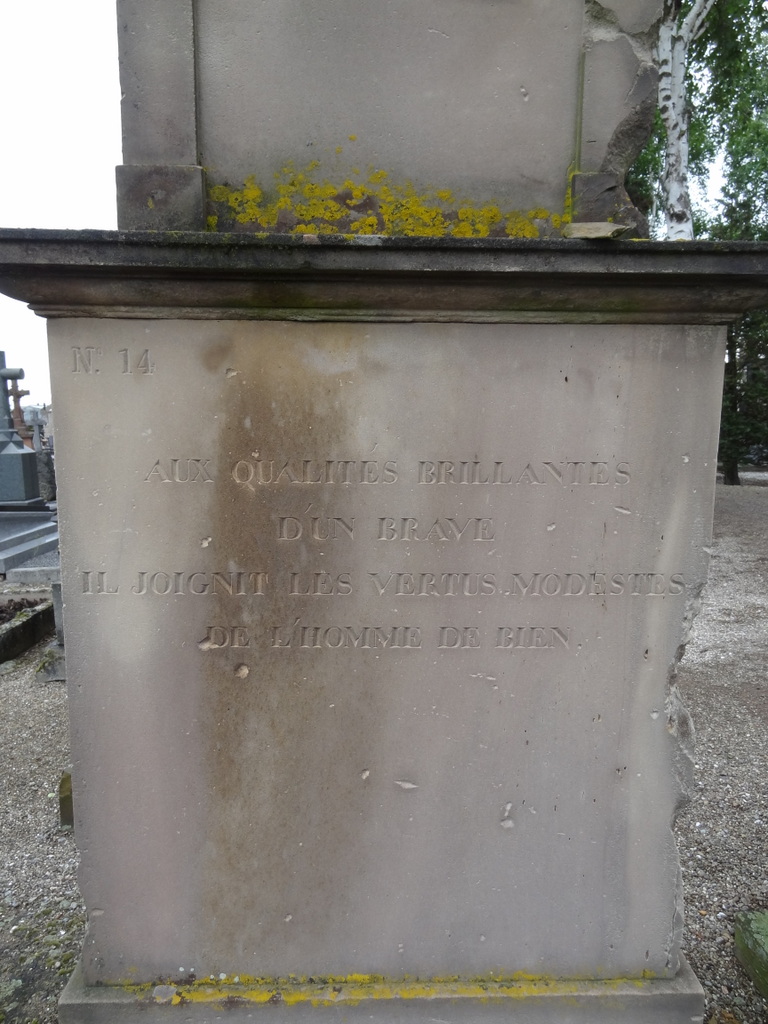 N. 14
AUX QUALITÉS BRILLANTES
D'UN BRAVE
IL JOIGNIT LES VERTUS MODESTES
DE L'HOMME DE BIEN,